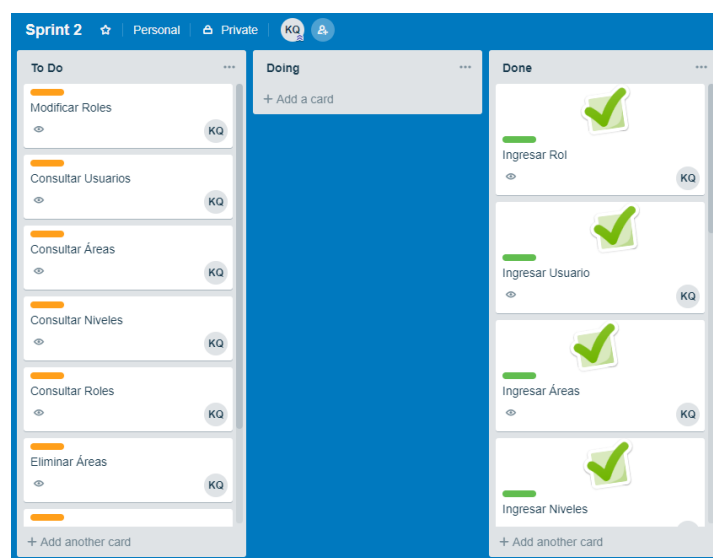 Sprint 2 Personal Private KQ
To Do
Modificar Roles
KQ
Consultar Usuarios
KQ
Consultar Áreas
KQ
Consultar Niveles
KQ
Consultar Roles
KQ
Eliminar Áreas
KQ
+ Add another card
Doing
+ Add a card
Done
Ingresar Rol
KQ
Ingresar Usuario
KQ
Ingresar Áreas
KQ
Ingresar Niveles
+ Add another card